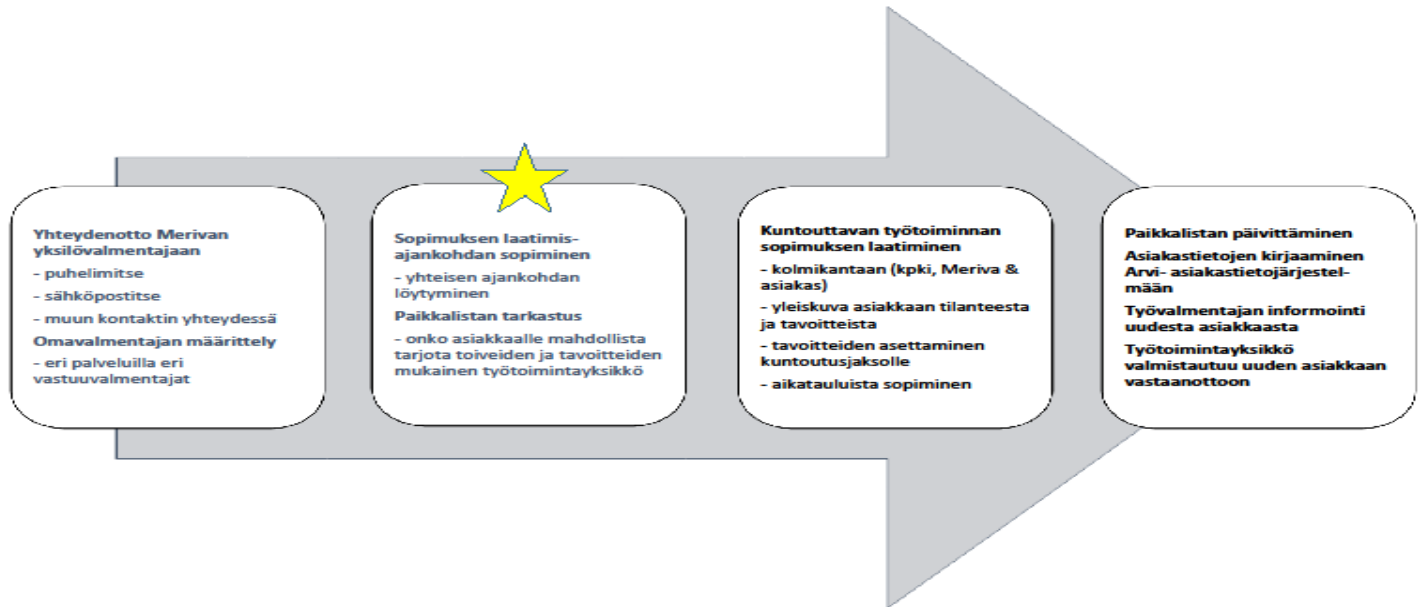 Yhteydenotto Merivan
yksilövalmentajaan
- puhelimitse
- sähköpostitse
- muun kontaktin yhteydessä
Omavalmentajan määrittely
- eri palveluilla eri
vastuuvalmentajat
Sopimuksen laatimis-
ajankohdan sopiminen
- yhteisen ajankohdan
löytyminen
Paikkalistan tarkastus
- onko asiakkaalle mahdollista
tarjota toiveiden ja tavoitteiden
mukainen työtoimintayksikkö
Kuntouttavan työtoiminnan
sopimuksen laatiminen
- kolmikantaan (kpki, Meriva &
asiakas)
- yleiskuva asiakkaan tilanteesta
ja tavoitteista
- tavoitteiden asettaminen
kuntoutusjaksolle
- aikatauluista sopiminen
Paikkalistan päivittäminen
Asiakastietojen kirjaaminen
Arvi- asiakastietojärjestel-
mään
Työvalmentajan informointi
uudesta asiakkaasta
Työtoimintayksikkö
valmistautuu uuden asiakkaan
vastaanottoon